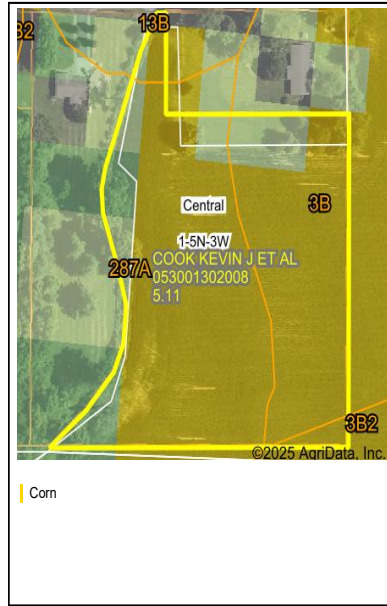 B2
13B
Central
3B
1-5N-3W
287A
COOK KEVIN J ET AL
053001302008
5.11
3B2
©2025 AgriData, Inc.
Corn